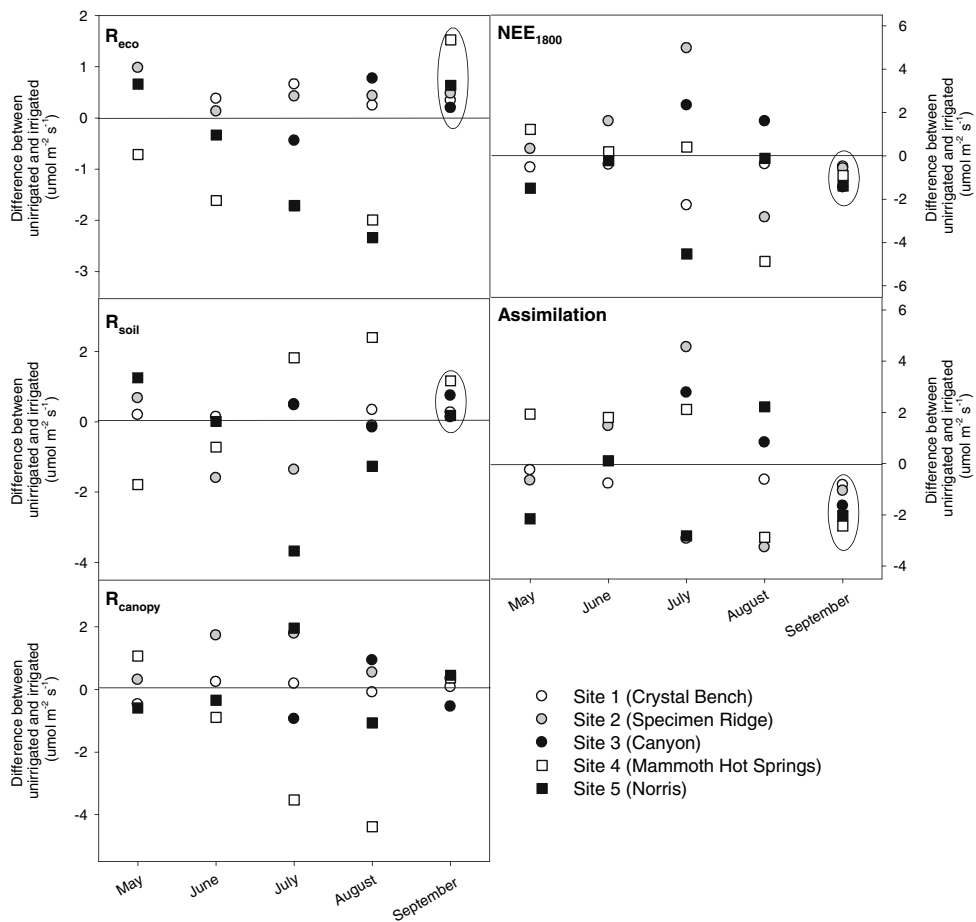 R_eco
Difference between
unirrigated and irrigated
(umol m⁻² s⁻¹)
2
1
0
-1
-2
-3
NEE_1800
6
4
2
0
-2
-4
-6
Difference between
unirrigated and irrigated
(umol m⁻² s⁻¹)
R_soil
Difference between
unirrigated and irrigated
(umol m⁻² s⁻¹)
2
0
-2
-4
Assimilation
6
4
2
0
-2
-4
Difference between
unirrigated and irrigated
(umol m⁻² s⁻¹)
May
June
July
August
September
R_canopy
Difference between
unirrigated and irrigated
(umol m⁻² s⁻¹)
2
0
-2
-4
May
June
July
August
September
Site 1 (Crystal Bench)
Site 2 (Specimen Ridge)
Site 3 (Canyon)
Site 4 (Mammoth Hot Springs)
Site 5 (Norris)